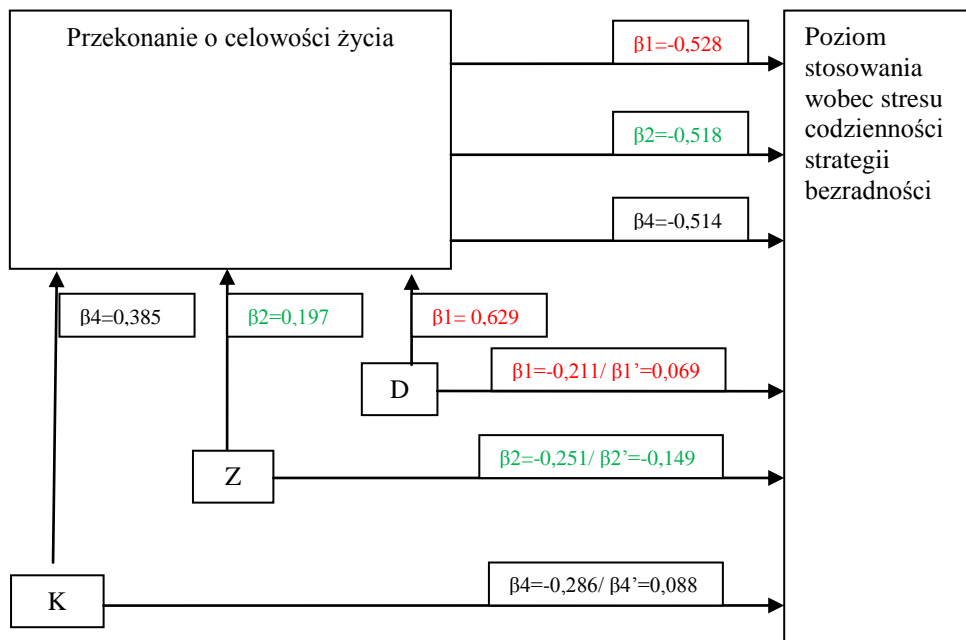 Przekonanie o celowości życia
β1=-0,528
β2=-0,518
β4=-0,514
Poziom
stosowania
wobec stresu
codzienności
strategii
bezradności
β4=0,385
β2=0,197
β1= 0,629
D
β1=-0,211/ β1’=0,069
Z
β2=-0,251/ β2’=-0,149
K
β4=-0,286/ β4’=0,088